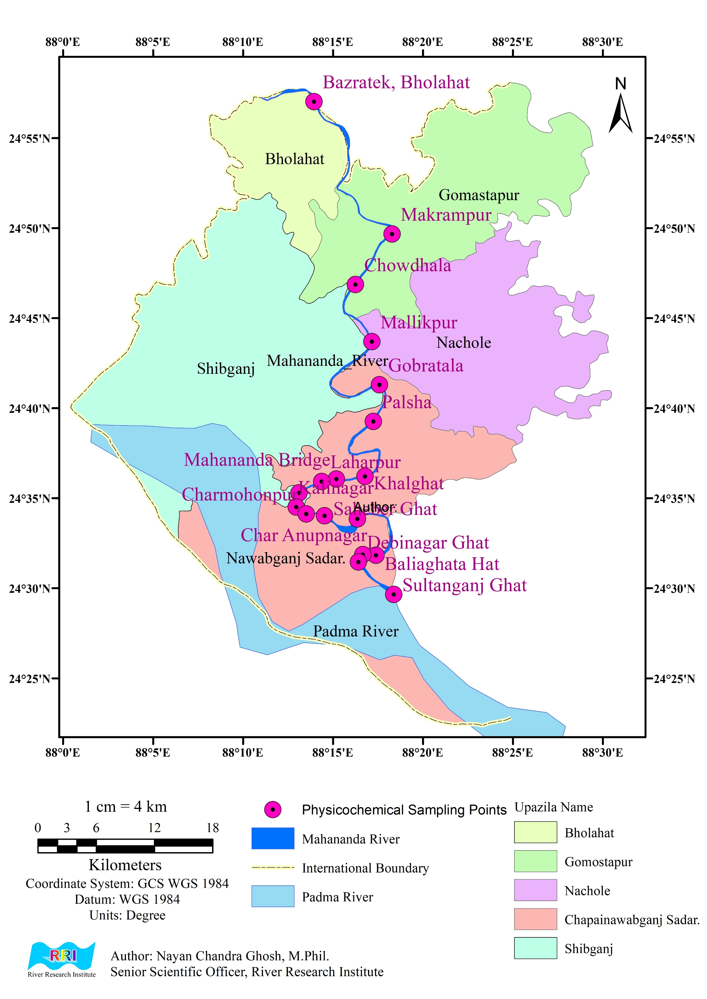 88°0'E 88°5'E 88°10'E 88°15'E 88°20'E 88°25'E 88°30'E
N
Bazratek, Bholahat
24°55'N 24°55'N
Bholahat
Gomastapur
Makrampur
24°50'N 24°50'N
Chowdhala
24°45'N 24°45'N
Mallikpur
Nachole
Mahananda_River
Gobratala
Shibganj
Palsha
24°40'N 24°40'N
Mahananda Bridge
Laharpur
Khalghat
Kalinagar
Charmohonpur
24°35'N 24°35'N
Author:
Saheber Ghat
Char Anupnagar
Debinagar Ghat
Nawabganj Sadar.
Baliaghata Hat
Sultanganj Ghat
24°30'N 24°30'N
Padma River
24°25'N 24°25'N
88°0'E 88°5'E 88°10'E 88°15'E 88°20'E 88°25'E 88°30'E
1 cm = 4 km
0 3 6 12 18
Kilometers
Coordinate System: GCS WGS 1984
Datum: WGS 1984
Units: Degree
Physicochemical Sampling Points
Mahananda River
International Boundary
Padma River
Upazila Name
Bholahat
Gomostapur
Nachole
Chapainawabganj Sadar.
Shibganj
RRI
River Research Institute
Author: Nayan Chandra Ghosh, M.Phil.
Senior Scientific Officer, River Research Institute